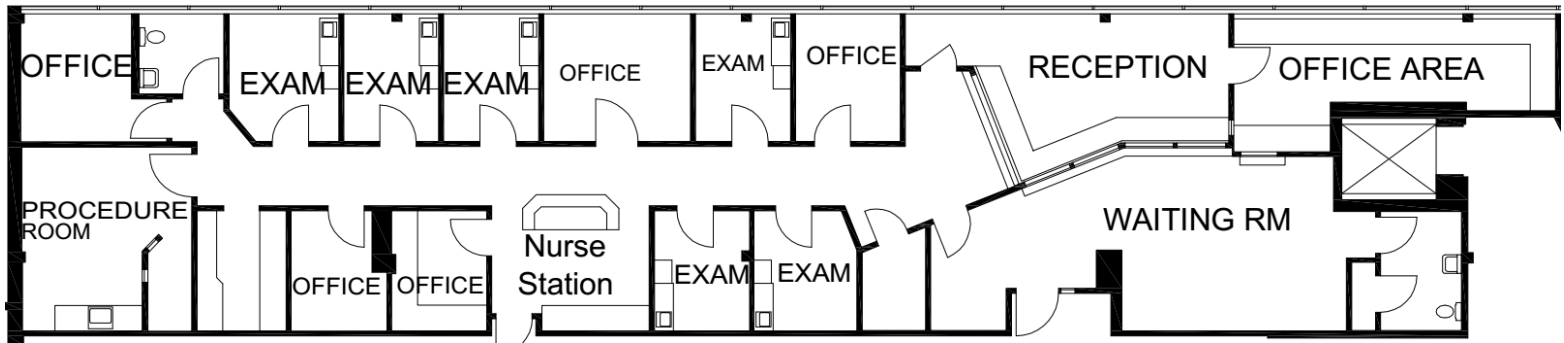 OFFICE
EXAM
EXAM
EXAM
OFFICE
EXAM
OFFICE
RECEPTION
OFFICE AREA
PROCEDURE
ROOM
OFFICE
OFFICE
Nurse
Station
EXAM
EXAM
WAITING RM